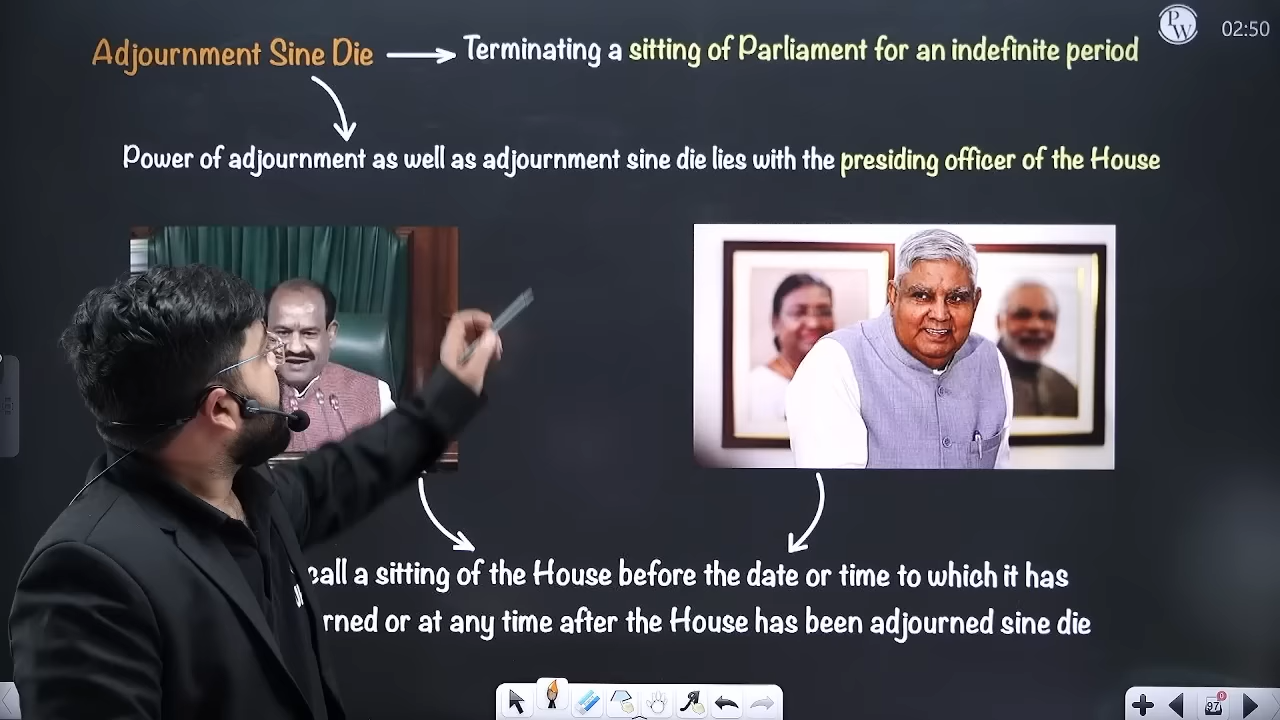 Adjournment Sine Die Terminating a sitting of Parliament for an indefinite period
PW
02:50
Power of adjournment as well as adjournment sine die lies with the presiding officer of the House
call a sitting of the House before the date or time to which it has
rned or at any time after the House has been adjourned sine die
97
0